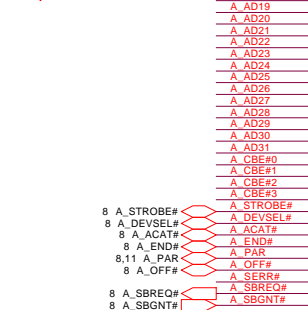 A_AD19
A_AD20
A_AD21
A_AD22
A_AD23
A_AD24
A_AD25
A_AD26
A_AD27
A_AD28
A_AD29
A_AD30
A_AD31
A_CBE#0
A_CBE#1
A_CBE#2
A_CBE#3
8 A_STROBE# A_STROBE#
8 A_DEVSEL# A_DEVSEL#
8 A_ACAT# A_ACAT#
8 A_END# A_END#
8,11 A_PAR A_PAR
8 A_OFF# A_OFF#
A_SERR#
8 A_SBREQ# A_SBREQ#
8 A_SBGNT# A_SBGNT#